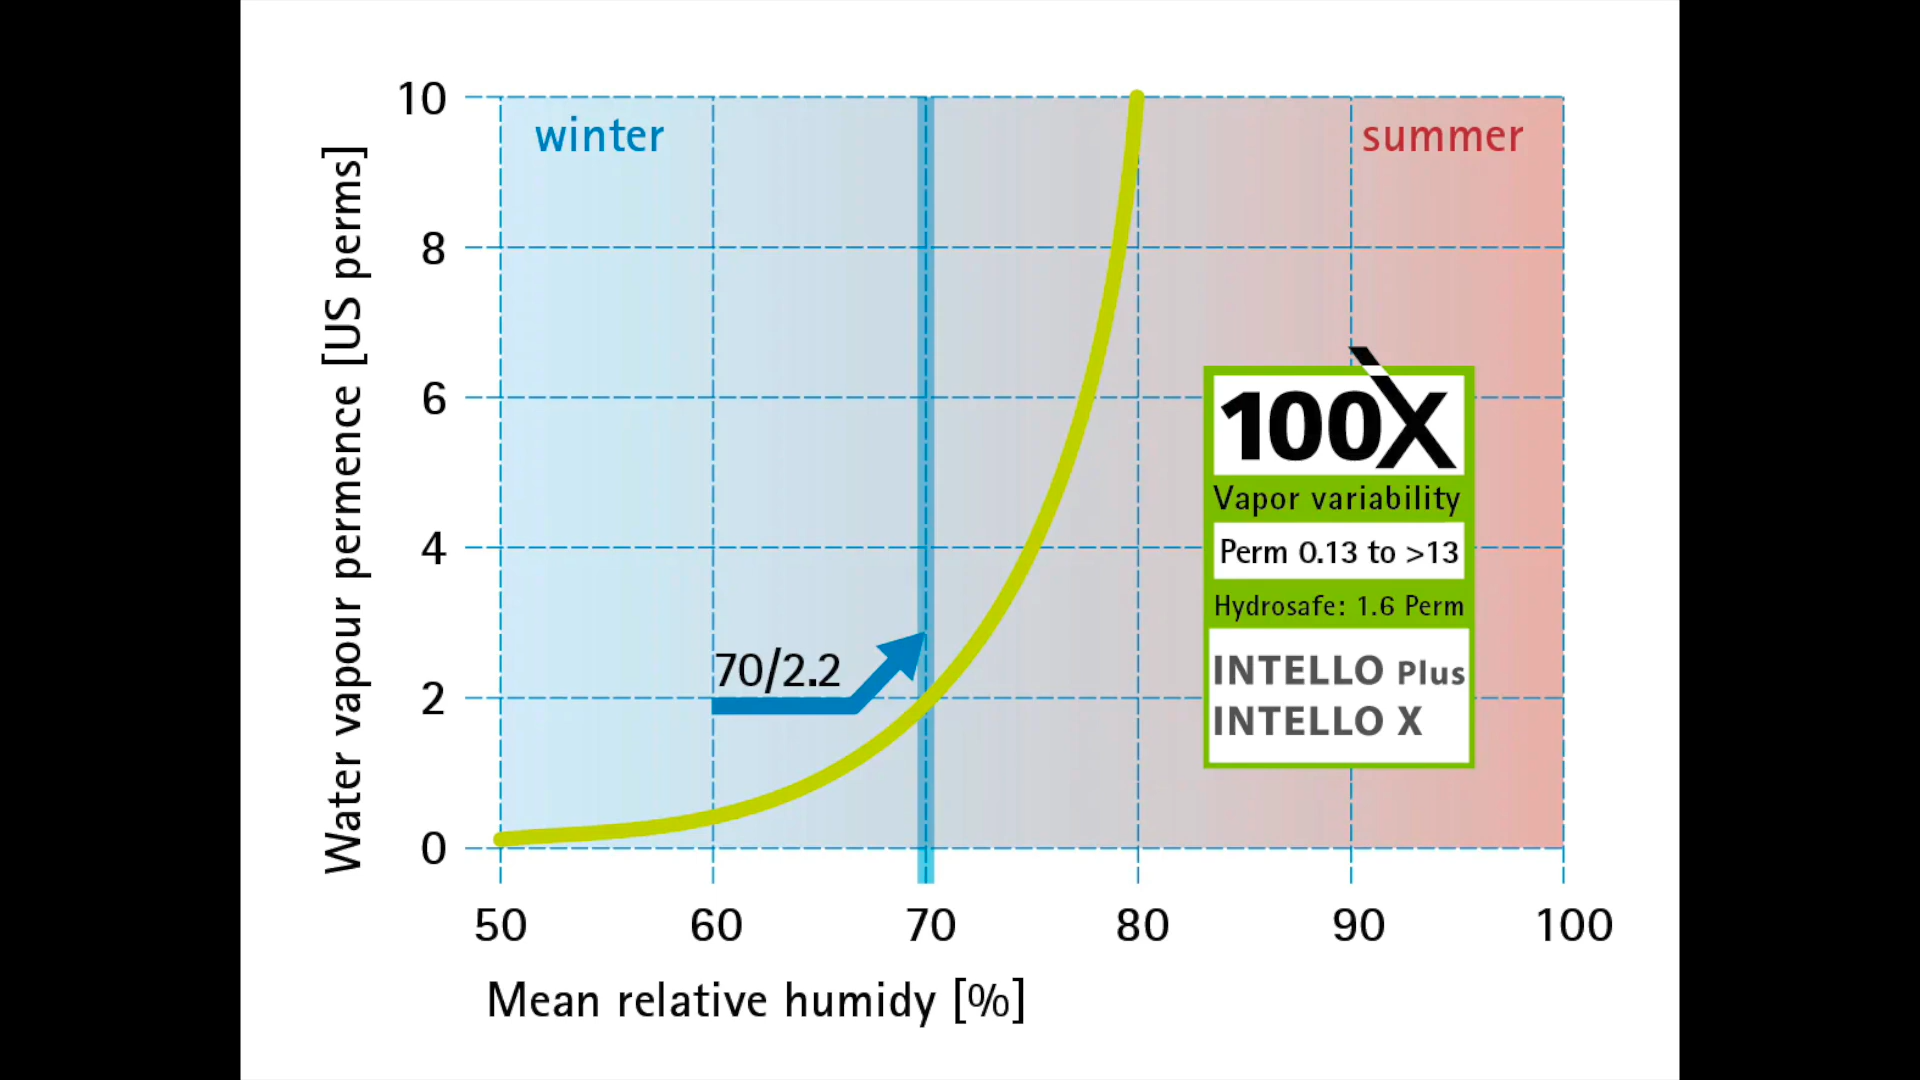 Water vapour permence [US perms]
10
8
6
4
2
0
winter
summer
70/2.2
100X
Vapor variability
Perm 0.13 to >13
Hydrosafe: 1.6 Perm
INTELLO Plus
INTELLO X
50 60 70 80 90 100
Mean relative humidy [%]